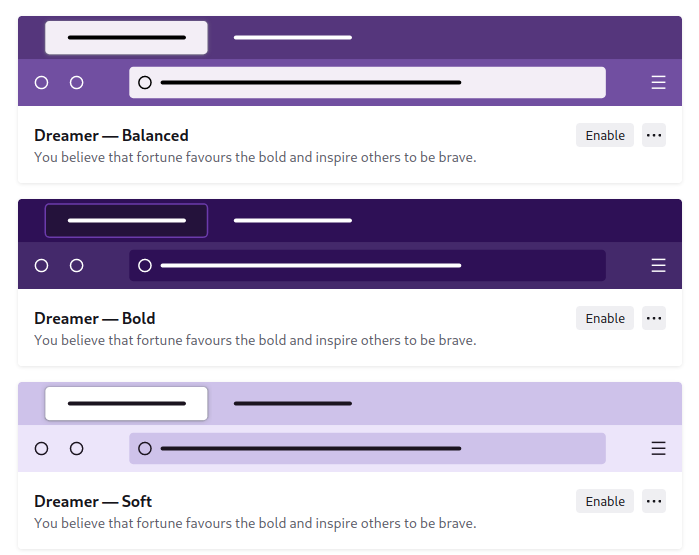 Dreamer — Balanced
Enable
You believe that fortune favours the bold and inspire others to be brave.
Dreamer — Bold
Enable
You believe that fortune favours the bold and inspire others to be brave.
Dreamer — Soft
Enable
You believe that fortune favours the bold and inspire others to be brave.